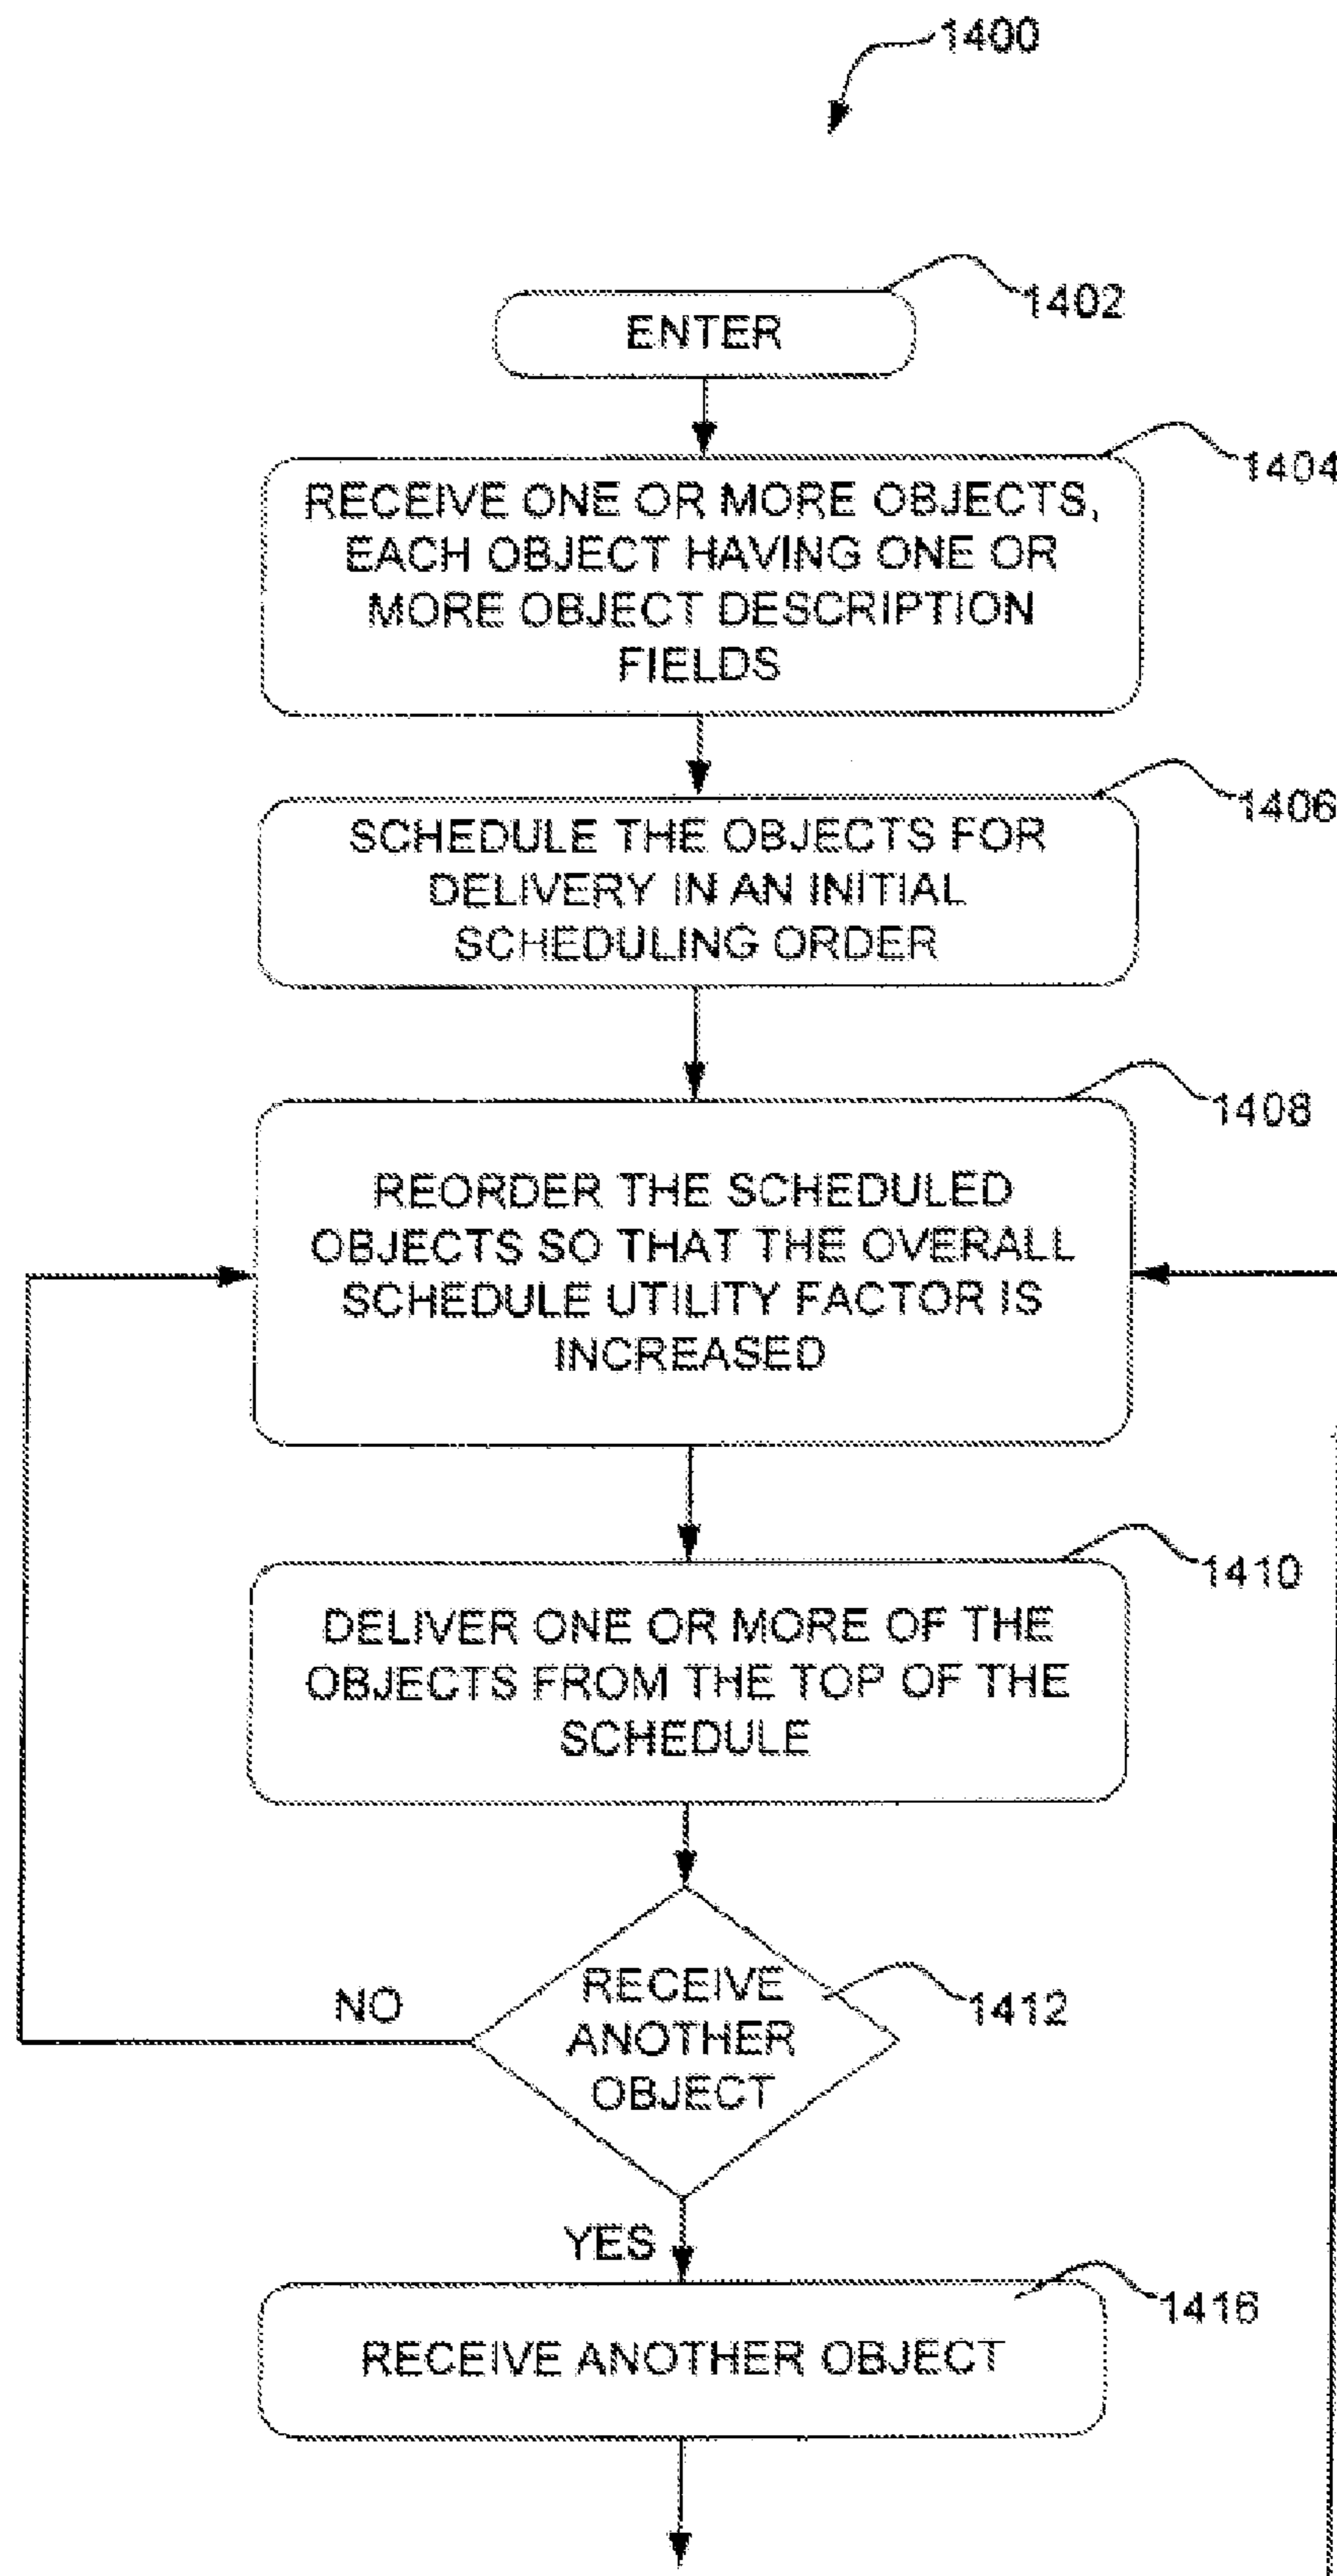 1400
1402
ENTER
1404
RECEIVE ONE OR MORE OBJECTS,
EACH OBJECT HAVING ONE OR
MORE OBJECT DESCRIPTION
FIELDS
1406
SCHEDULE THE OBJECTS FOR
DELIVERY IN AN INITIAL
SCHEDULING ORDER
1408
REORDER THE SCHEDULED
OBJECTS SO THAT THE OVERALL
SCHEDULE UTILITY FACTOR IS
INCREASED
1410
DELIVER ONE OR MORE OF THE
OBJECTS FROM THE TOP OF THE
SCHEDULE
1412
RECEIVE
ANOTHER
OBJECT
NO
YES
1416
RECEIVE ANOTHER OBJECT